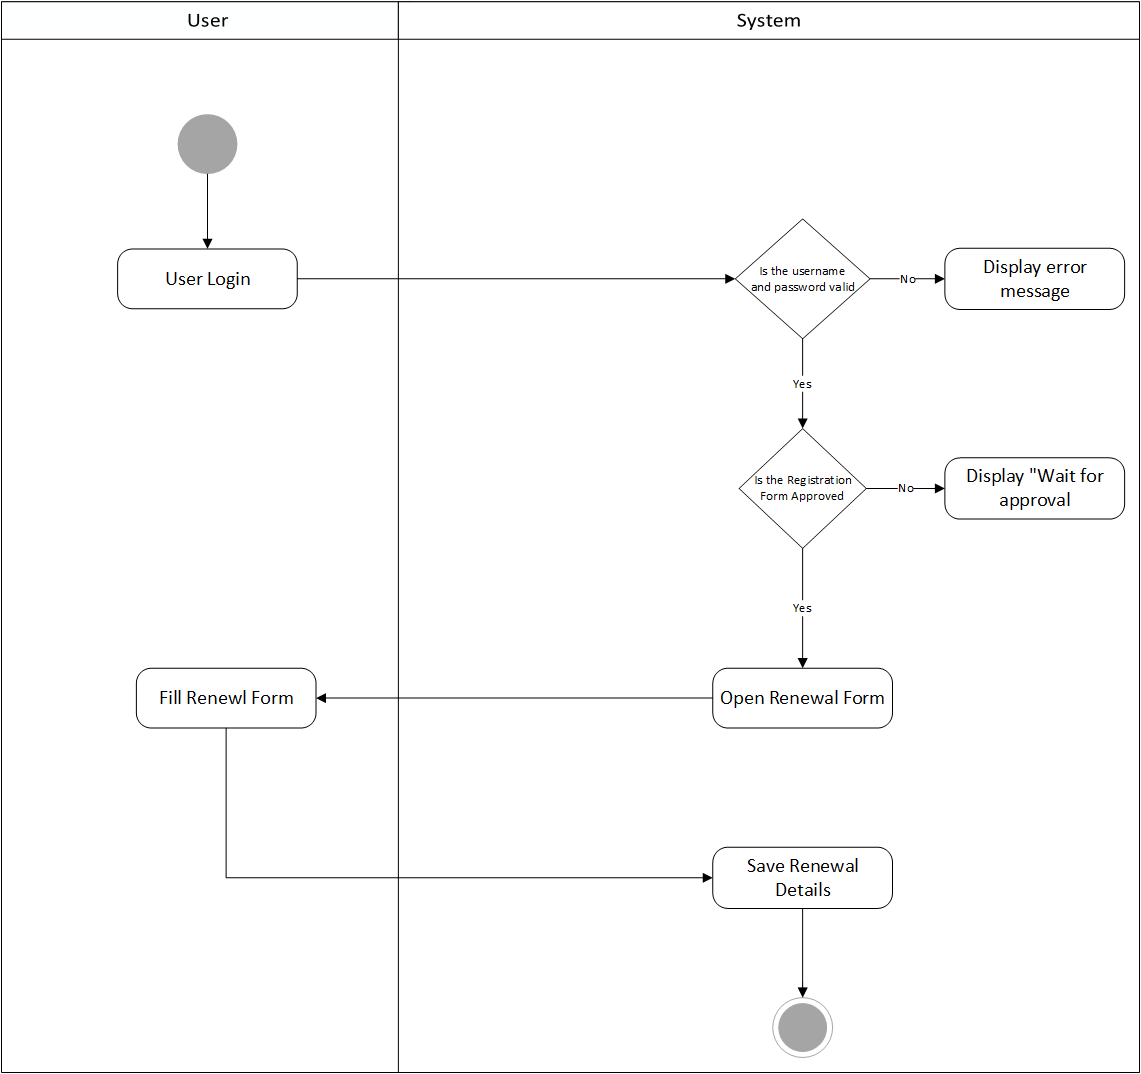 User
System
User Login
Is the username
and password valid
No
Display error
message
Yes
Is the Registration
Form Approved
No
Display "Wait for
approval
Yes
Fill Renewl Form
Open Renewal Form
Save Renewal
Details